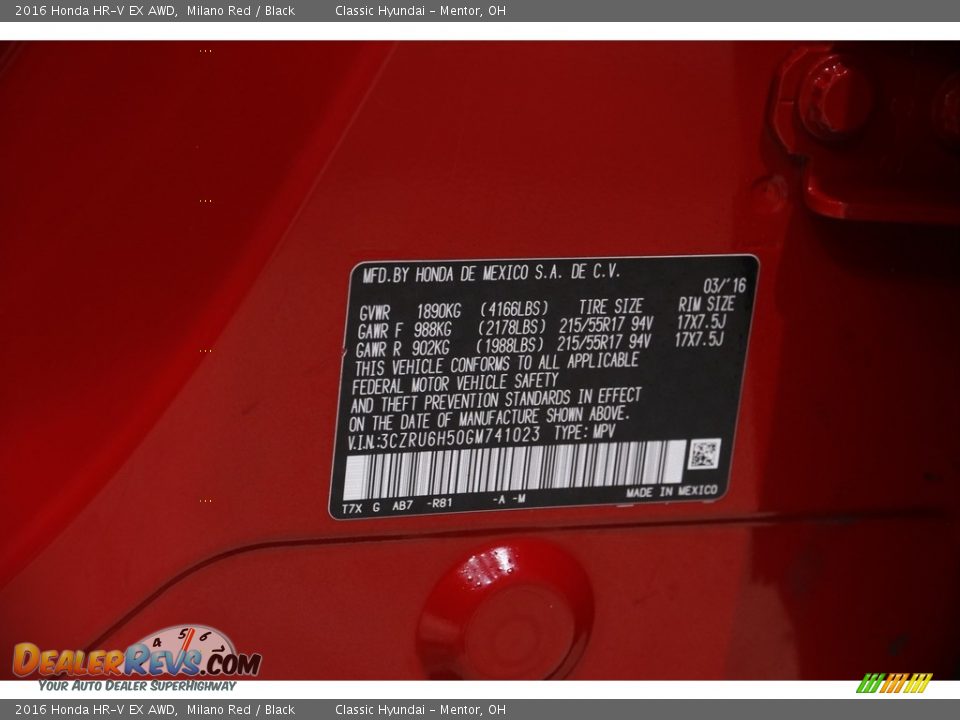 2016 Honda HR-V EX AWD, Milano Red / Black Classic Hyundai - Mentor, OH
MFD.BY HONDA DE MEXICO S.A. DE C.V.
03/'16
GVWR 1890KG (4166LBS) TIRE SIZE RIM SIZE
GAWR F 988KG (2178LBS) 215/55R17 94V 17X7.5J
GAWR R 902KG (1988LBS) 215/55R17 94V 17X7.5J
THIS VEHICLE CONFORMS TO ALL APPLICABLE
FEDERAL MOTOR VEHICLE SAFETY
AND THEFT PREVENTION STANDARDS IN EFFECT
ON THE DATE OF MANUFACTURE SHOWN ABOVE.
V.I.N.:3CZRU6H50GM741023 TYPE: MPV
T7X G AB7 -R81 -A -M MADE IN MEXICO
4 5 6
DEALERREVS.COM
YOUR AUTO DEALER SUPERHIGHWAY
2016 Honda HR-V EX AWD, Milano Red / Black Classic Hyundai - Mentor, OH